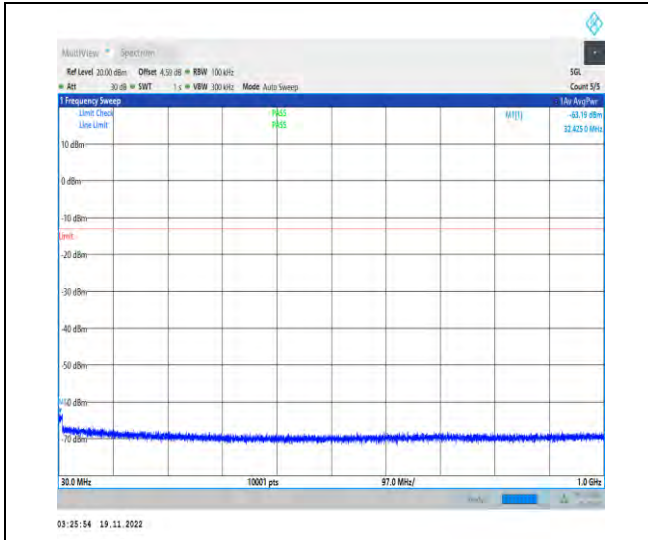 MultiView Spectrum
Ref Level 20.00 dBm Offset 4.59 dB RBW 100 kHz SGL
Att 30 dB SWT 1 s VBW 300 kHz Mode Auto Sweep Count 5/5
1 Frequency Sweep 1Av AvgPwr
Limit Check PASS M1[1] -63.19 dBm
Line Limit PASS 32.4250 MHz
10 dBm
0 dBm
-10 dBm
Limit
-20 dBm
-30 dBm
-40 dBm
-50 dBm
-60 dBm
-70 dBm
30.0 MHz 10001 pts 97.0 MHz/ 1.0 GHz
03:25:54 19.11.2022